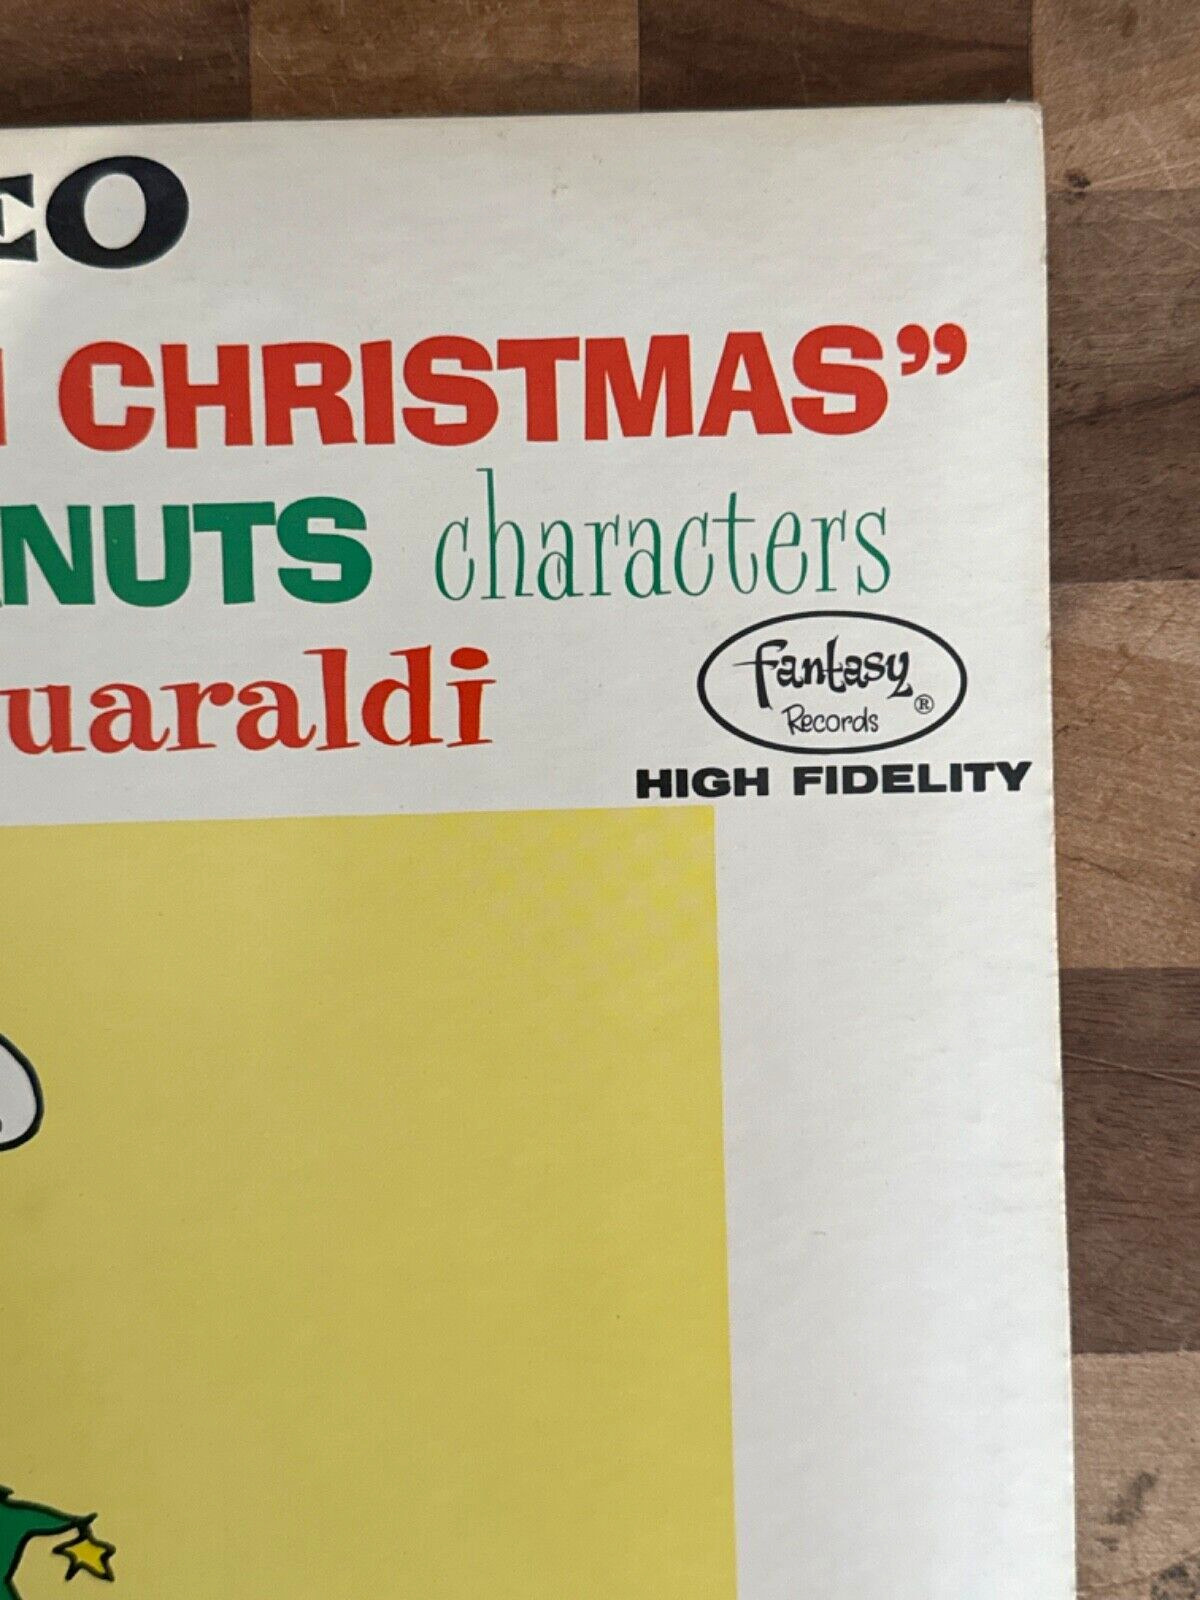 EO
CHRISTMAS”
NUTS characters
uaraldi
Fantasy
Records ®
HIGH FIDELITY